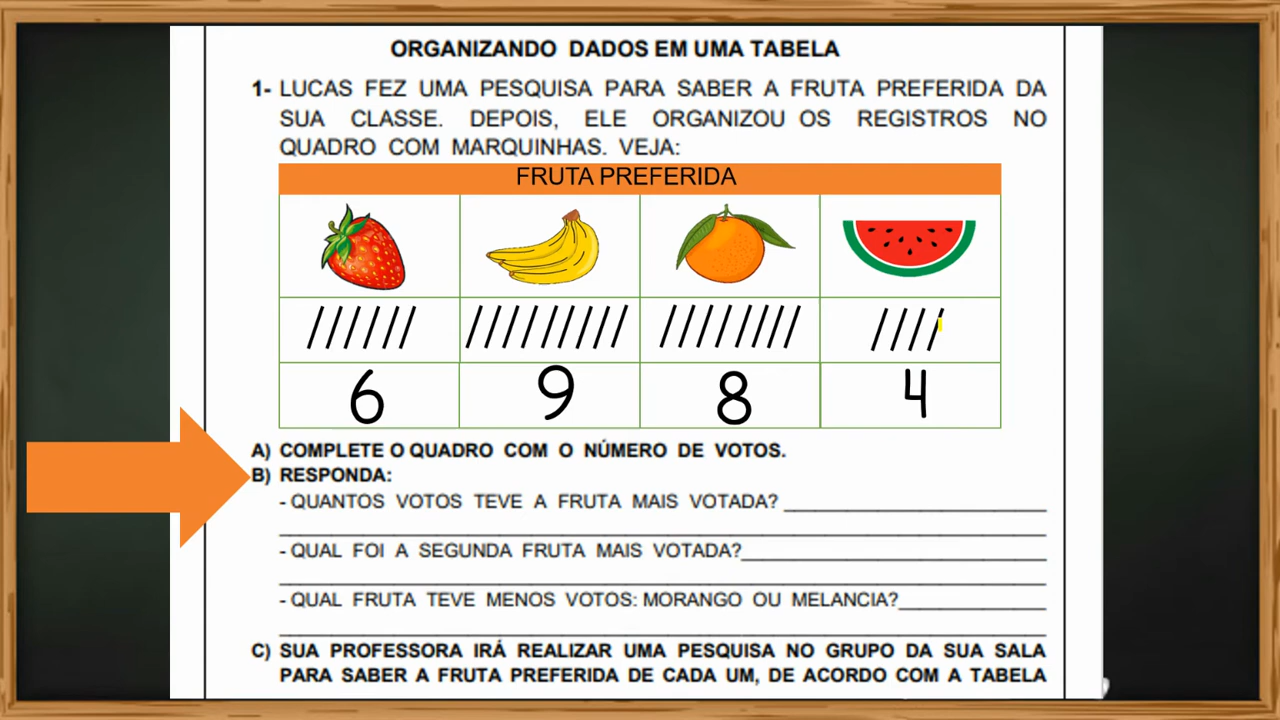 ORGANIZANDO DADOS EM UMA TABELA
1- LUCAS FEZ UMA PESQUISA PARA SABER A FRUTA PREFERIDA DA
SUA CLASSE. DEPOIS, ELE ORGANIZOU OS REGISTROS NO
QUADRO COM MARQUINHAS. VEJA:
FRUTA PREFERIDA
6 9 8 4
A) COMPLETE O QUADRO COM O NÚMERO DE VOTOS.
B) RESPONDA:
- QUANTOS VOTOS TEVE A FRUTA MAIS VOTADA?
- QUAL FOI A SEGUNDA FRUTA MAIS VOTADA?
- QUAL FRUTA TEVE MENOS VOTOS: MORANGO OU MELANCIA?
C) SUA PROFESSORA IRÁ REALIZAR UMA PESQUISA NO GRUPO DA SUA SALA
PARA SABER A FRUTA PREFERIDA DE CADA UM, DE ACORDO COM A TABELA